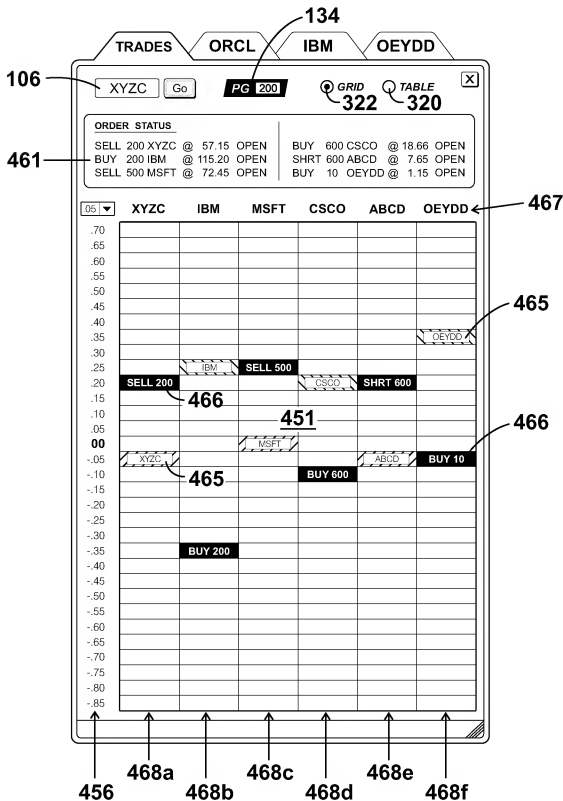 134
TRADES ORCL IBM OEYDD
106
XYZC Go PG 200 GRID TABLE X
322 320
ORDER STATUS
461
SELL 200 XYZC @ 57.15 OPEN BUY 600 CSCO @ 18.66 OPEN
BUY 200 IBM @ 115.20 OPEN SHRT 600 ABCD @ 7.65 OPEN
SELL 500 MSFT @ 72.45 OPEN BUY 10 OEYDD @ 1.15 OPEN
.05 XYZC IBM MSFT CSCO ABCD OEYDD 467
.70
.65
.60
.55
.50
.45
.40 465
.35 OEYDD
.30
.25 IBM SELL 500
.20 SELL 200 CSCO SHRT 600
.15 466
.10 451
.05 466
00 MSFT
-.05 XYZC ABCD BUY 10
-.10 465 BUY 600
-.15
-.20
-.25
-.30
-.35 BUY 200
-.40
-.45
-.50
-.55
-.60
-.65
-.70
-.75
-.80
-.85
456 468a 468b 468c 468d 468e 468f